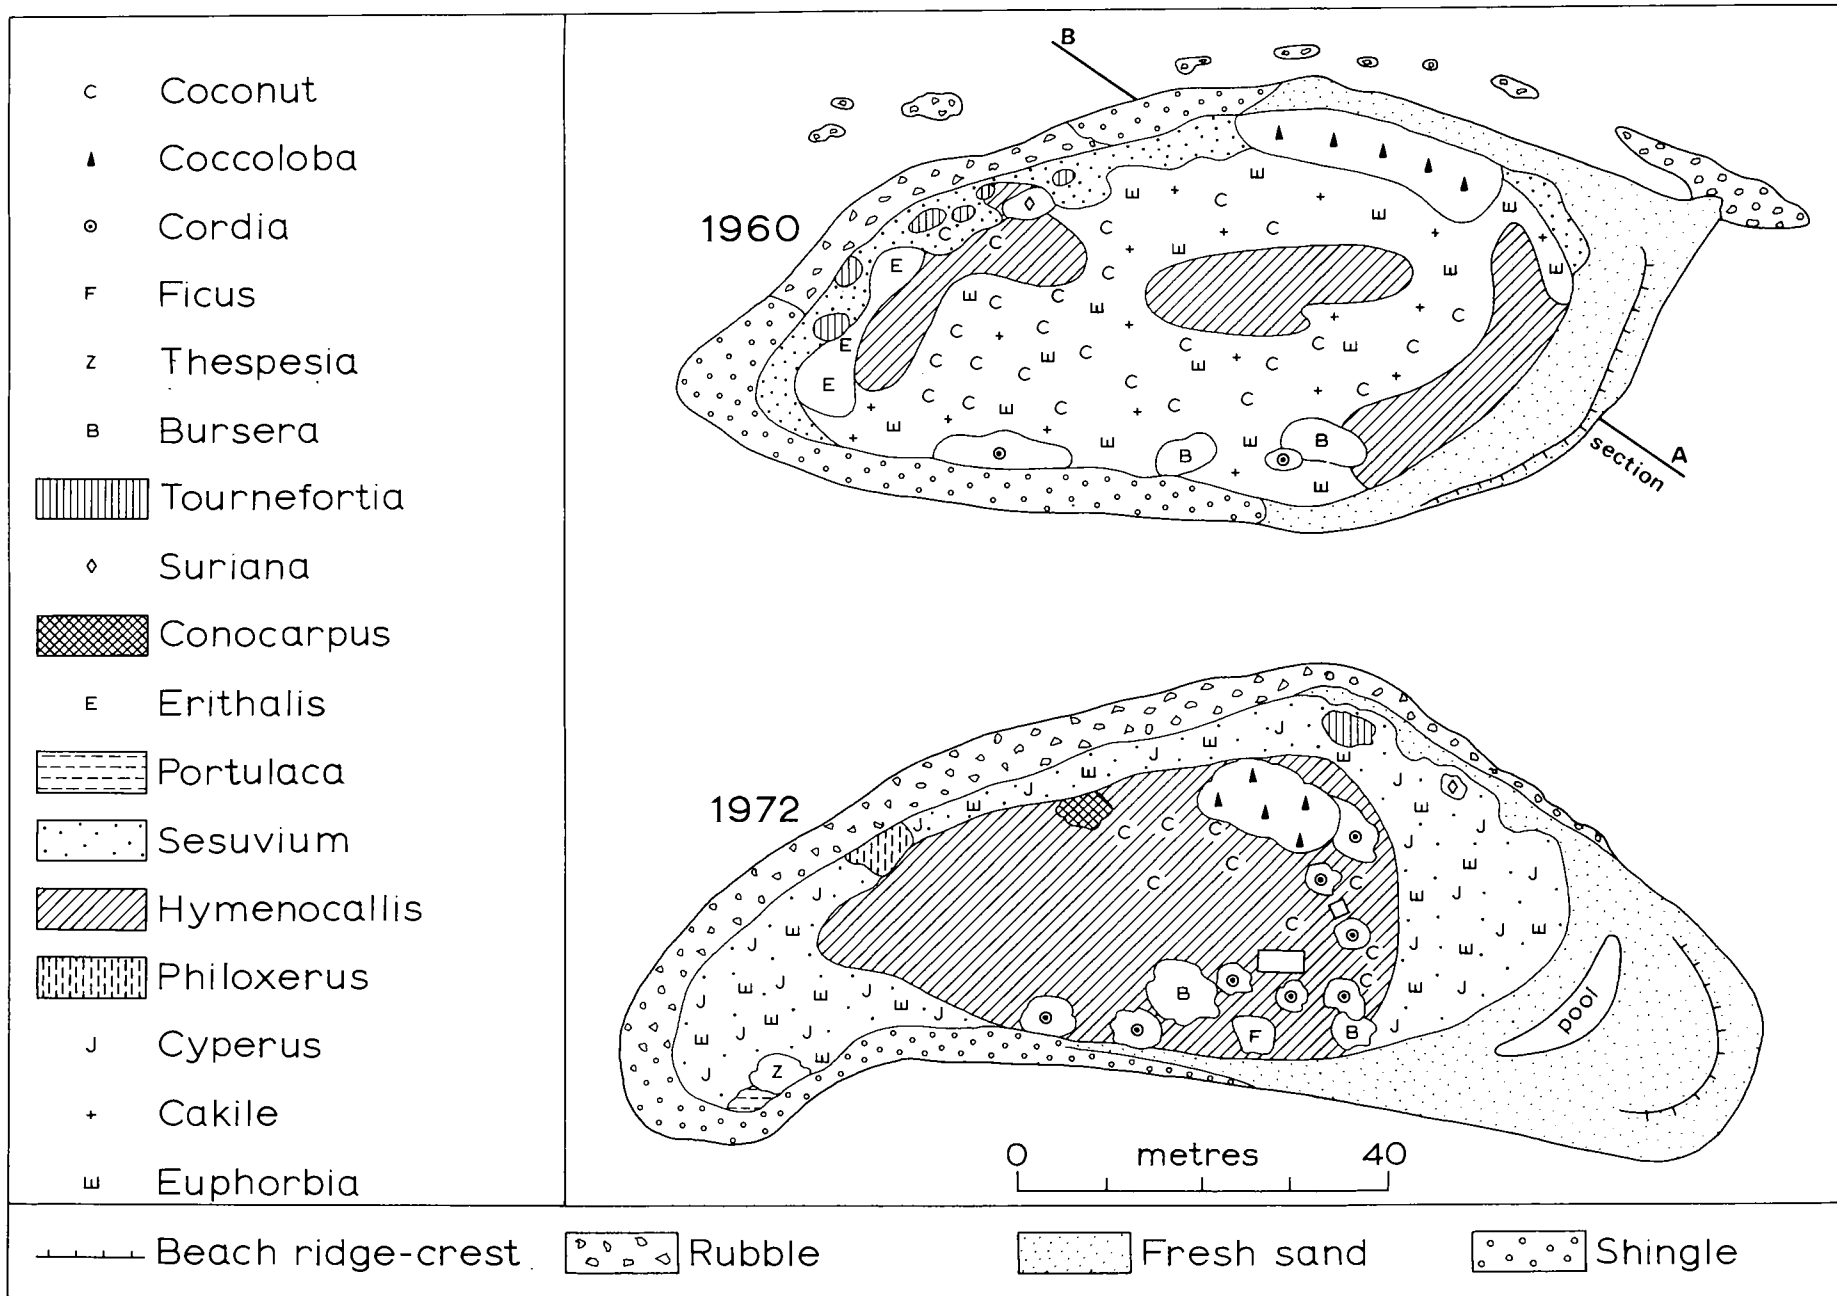 C Coconut
Coccoloba
Cordia
F Ficus
Z Thespesia
B Bursera
Tournefortia
Suriana
Conocarpus
E Erithalis
Portulaca
Sesuvium
Hymenocallis
Philoxerus
J Cyperus
+ Cakile
Euphorbia
Beach ridge-crest
Rubble
Fresh sand
Shingle
1960
B
A
section
1972
pool
0 metres 40